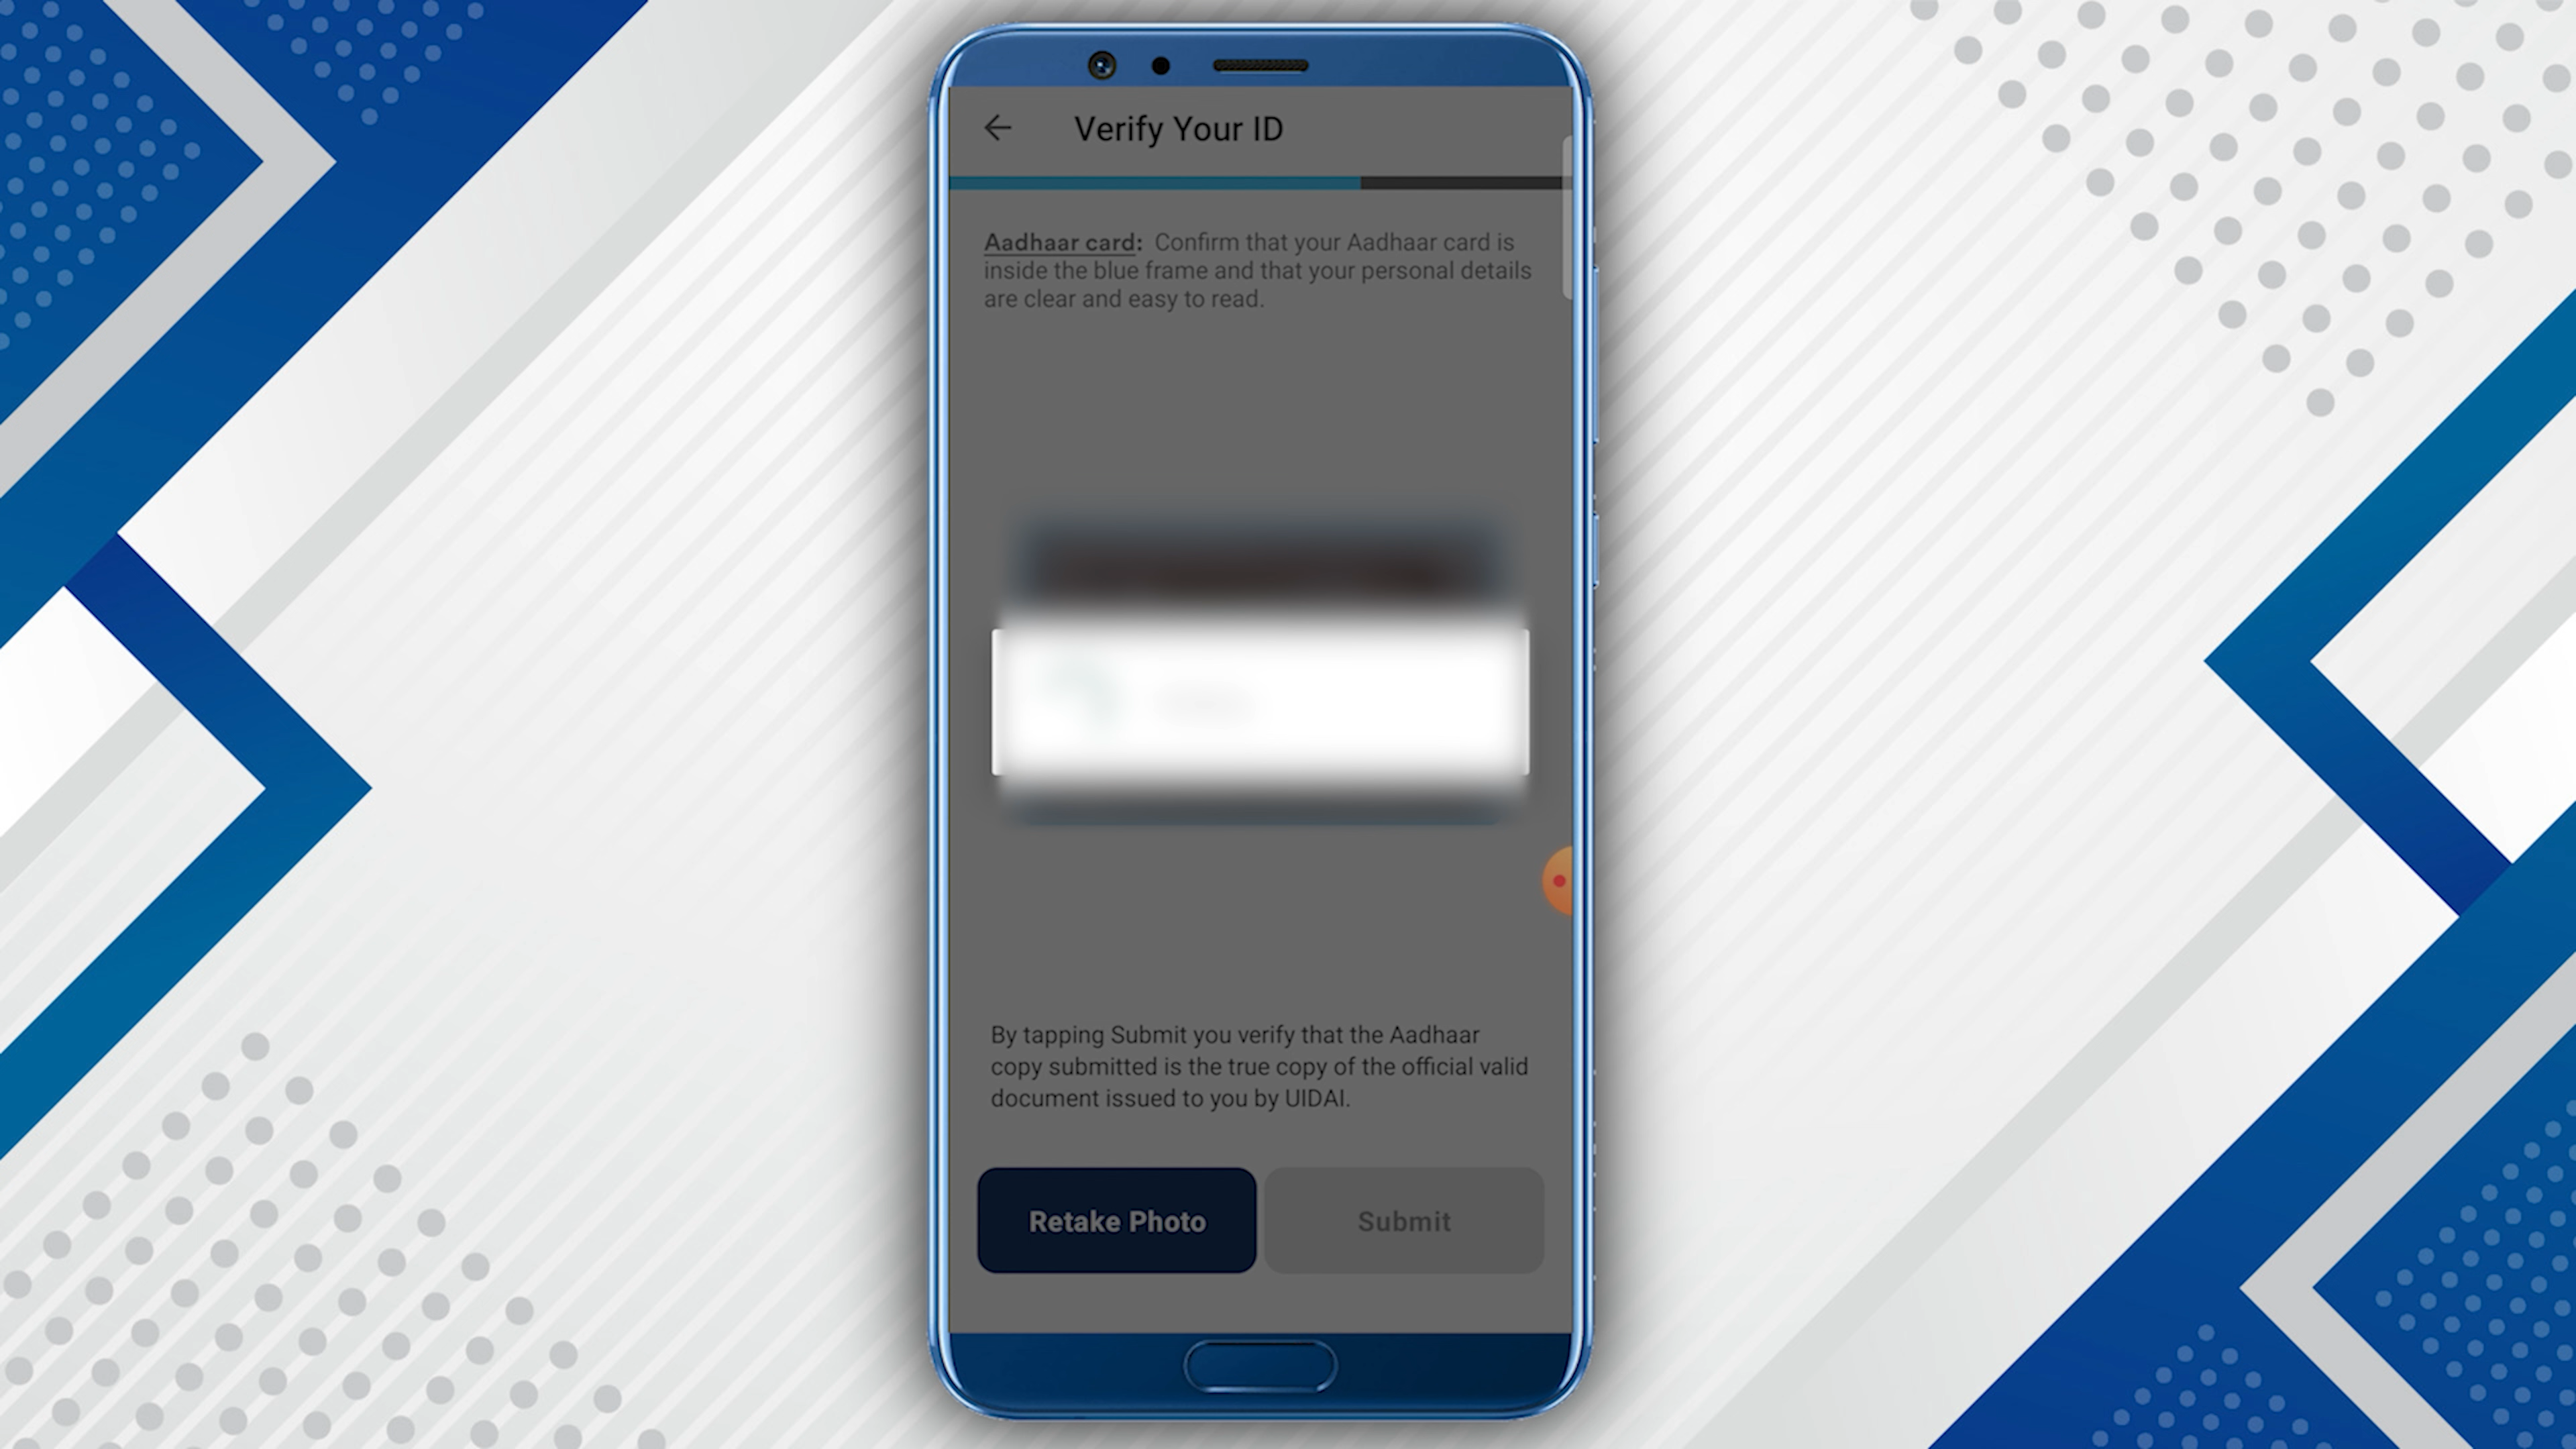 Verify Your ID
Aadhaar card: Confirm that your Aadhaar card is
inside the blue frame and that your personal details
are clear and easy to read.
By tapping Submit you verify that the Aadhaar
copy submitted is the true copy of the official valid
document issued to you by UIDAI.
Retake Photo
Submit